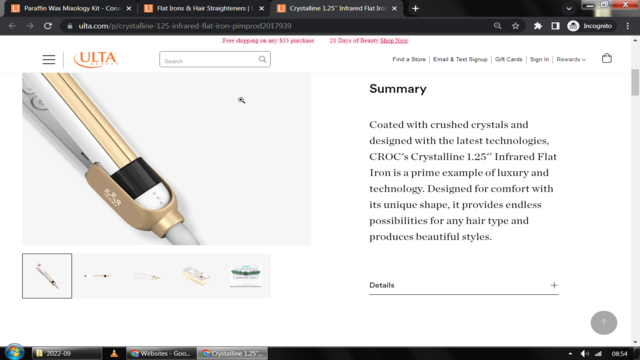 Paraffin Wax Mixology Kit - Cona
Flat Irons & Hair Straighteners | U
Crystalline 1.25" Infrared Flat Iron
ulta.com/p/crystalline-125-infrared-flat-iron-pimprod2017939
Incognito
Free shipping on any $35 purchase 21 Days of Beauty Shop Now
ULTA
BEAUTY
Search
Find a Store Email & Text Signup Gift Cards Sign In Rewards
Summary
Coated with crushed crystals and
designed with the latest technologies,
CROC's Crystalline 1.25" Infrared Flat
Iron is a prime example of luxury and
technology. Designed for comfort with
its unique shape, it provides endless
possibilities for any hair type and
produces beautiful styles.
Details
2022-09
Websites - Goo...
Crystalline 1.25"...
08:54